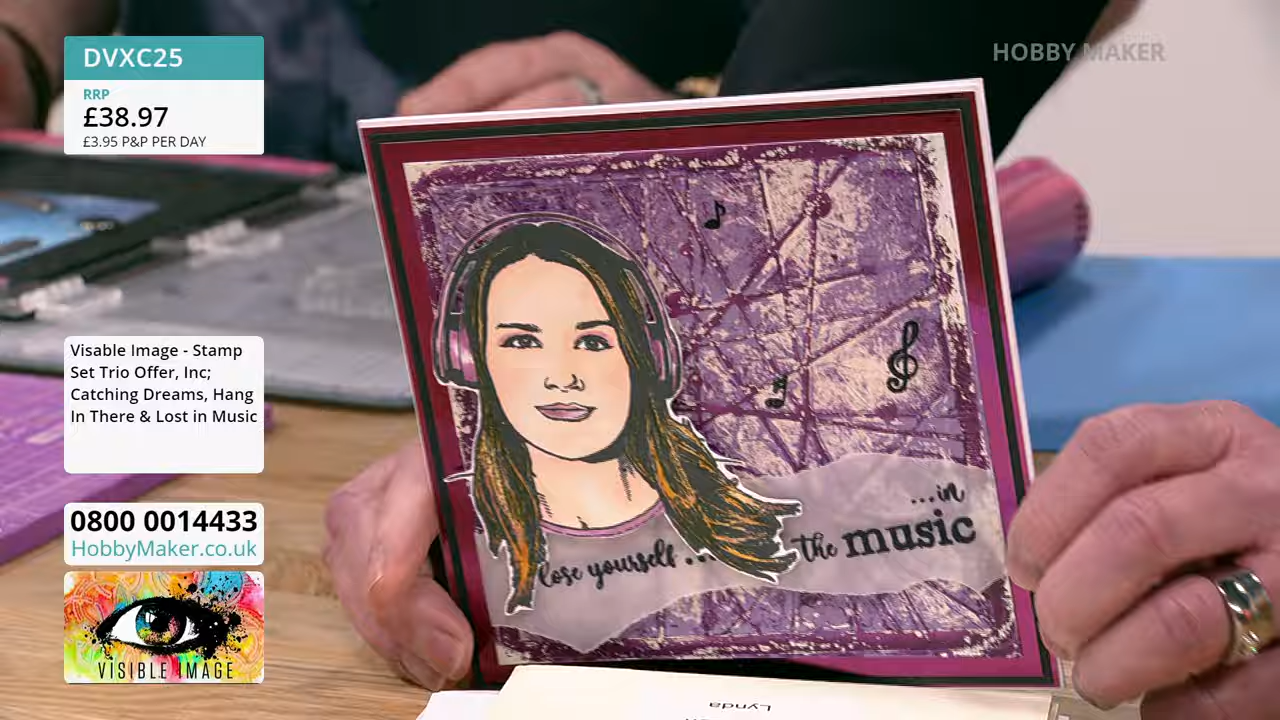 DVXC25
RRP
£38.97
£3.95 P&P PER DAY
HOBBY MAKER
Visable Image - Stamp
Set Trio Offer, Inc;
Catching Dreams, Hang
In There & Lost in Music
0800 0014433
HobbyMaker.co.uk
VISIBLE IMAGE
lose yourself ...
...in
the music
Lynda